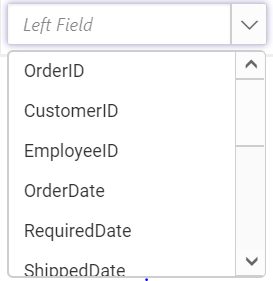 Left Field
OrderID
CustomerID
EmployeeID
OrderDate
RequiredDate
ShippedDate